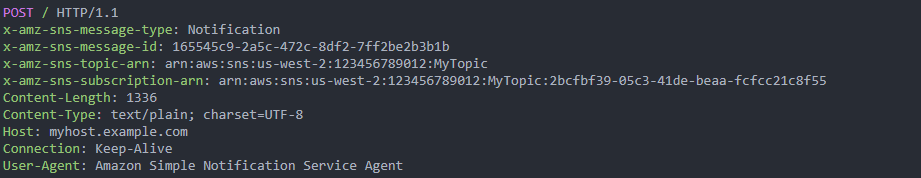 POST / HTTP/1.1
x-amz-sns-message-type: Notification
x-amz-sns-message-id: 165545c9-2a5c-472c-8df2-7ff2be2b3b1b
x-amz-sns-topic-arn: arn:aws:sns:us-west-2:123456789012:MyTopic
x-amz-sns-subscription-arn: arn:aws:sns:us-west-2:123456789012:MyTopic:2bcfbf39-05c3-41de-beaa-fcfcc21c8f55
Content-Length: 1336
Content-Type: text/plain; charset=UTF-8
Host: myhost.example.com
Connection: Keep-Alive
User-Agent: Amazon Simple Notification Service Agent